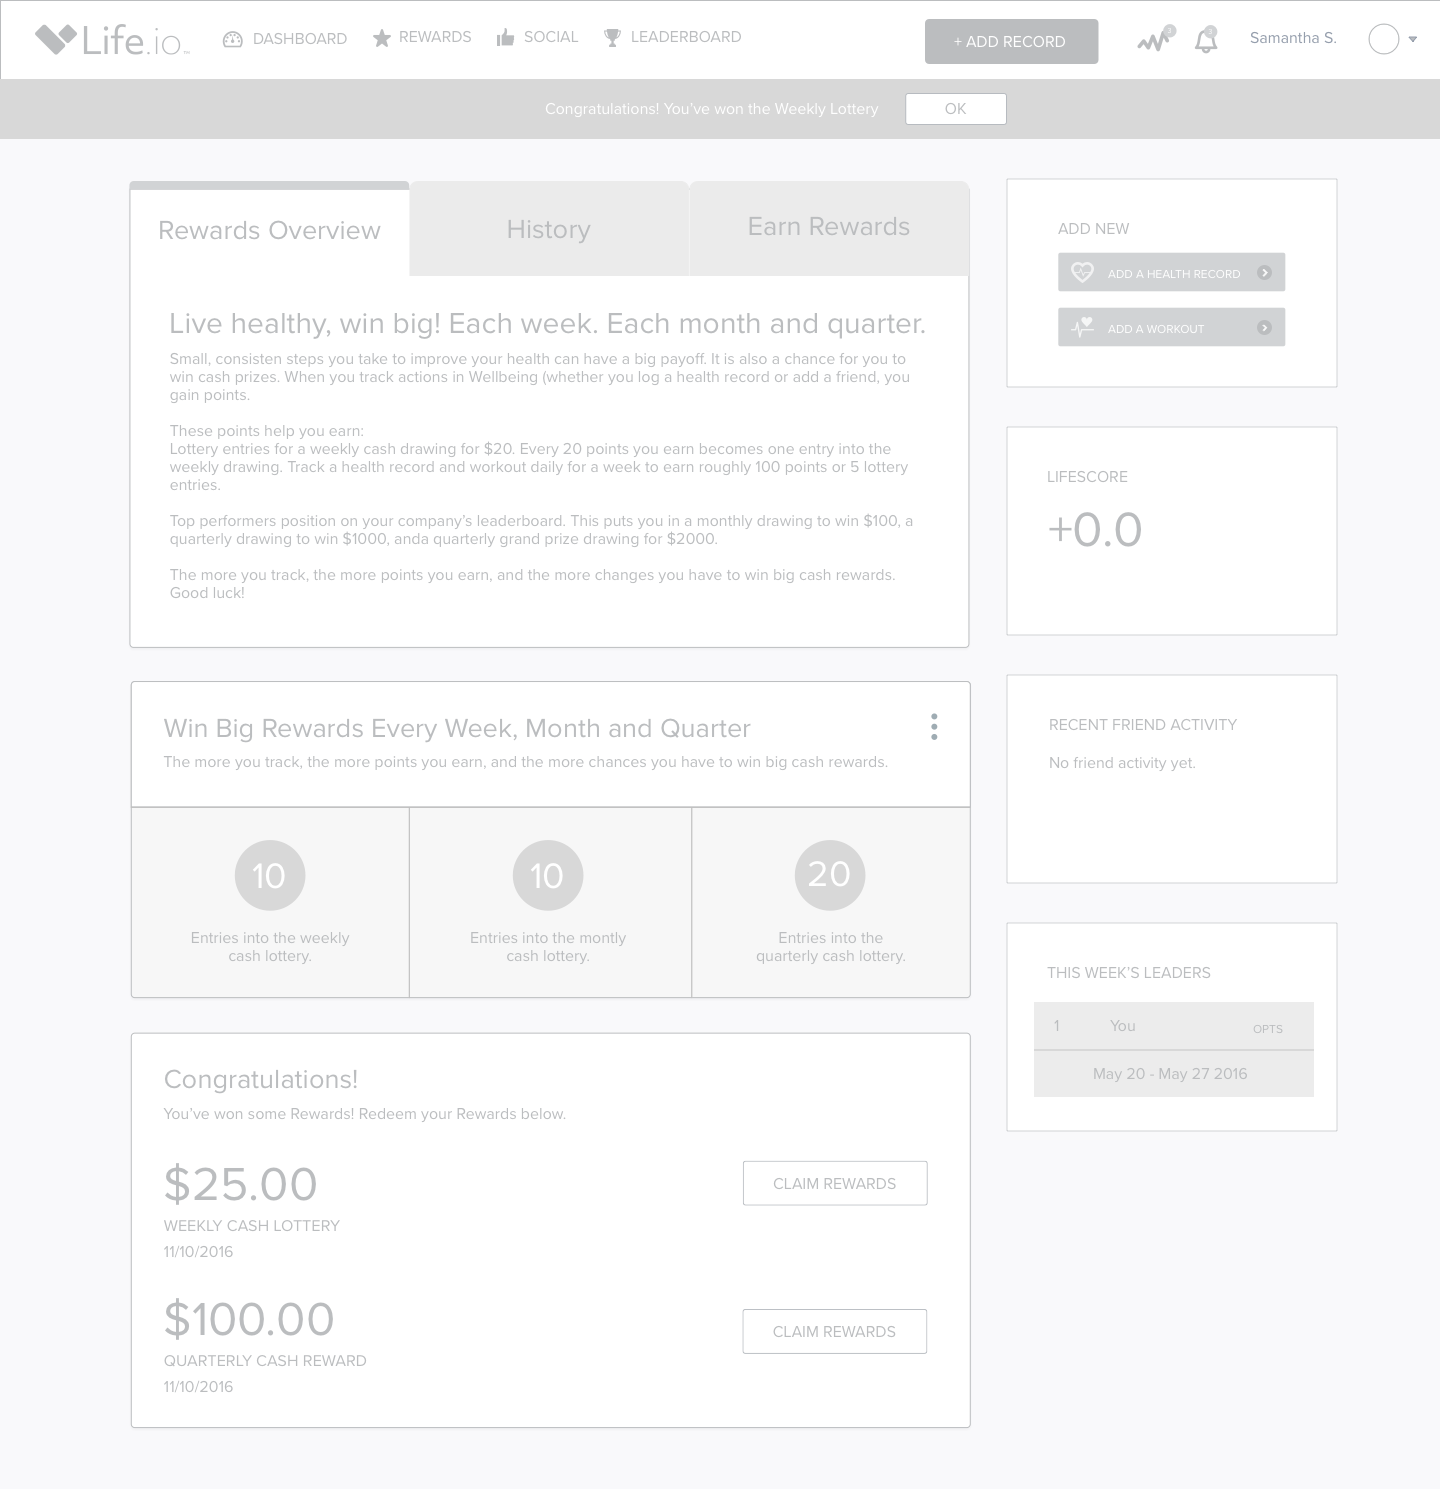 Life.io
DASHBOARD
REWARDS
SOCIAL
LEADERBOARD
+ ADD RECORD
Samantha S.
Congratulations! You've won the Weekly Lottery
OK
Rewards Overview
History
Earn Rewards
Live healthy, win big! Each week. Each month and quarter.
Small, consisten steps you take to improve your health can have a big payoff. It is also a chance for you to
win cash prizes. When you track actions in Wellbeing (whether you log a health record or add a friend, you
gain points.
These points help you earn:
Lottery entries for a weekly cash drawing for $20. Every 20 points you earn becomes one entry into the
weekly drawing. Track a health record and workout daily for a week to earn roughly 100 points or 5 lottery
entries.
Top performers position on your company's leaderboard. This puts you in a monthly drawing to win $100, a
quarterly drawing to win $1000, anda quarterly grand prize drawing for $2000.
The more you track, the more points you earn, and the more changes you have to win big cash rewards.
Good luck!
Win Big Rewards Every Week, Month and Quarter
The more you track, the more points you earn, and the more chances you have to win big cash rewards.
10
Entries into the weekly
cash lottery.
10
Entries into the montly
cash lottery.
20
Entries into the
quarterly cash lottery.
Congratulations!
You've won some Rewards! Redeem your Rewards below.
$25.00
WEEKLY CASH LOTTERY
11/10/2016
CLAIM REWARDS
$100.00
QUARTERLY CASH REWARD
11/10/2016
CLAIM REWARDS
ADD NEW
ADD A HEALTH RECORD
ADD A WORKOUT
LIFESCORE
+0.0
RECENT FRIEND ACTIVITY
No friend activity yet.
THIS WEEK'S LEADERS
1 You 0PTS
May 20 - May 27 2016